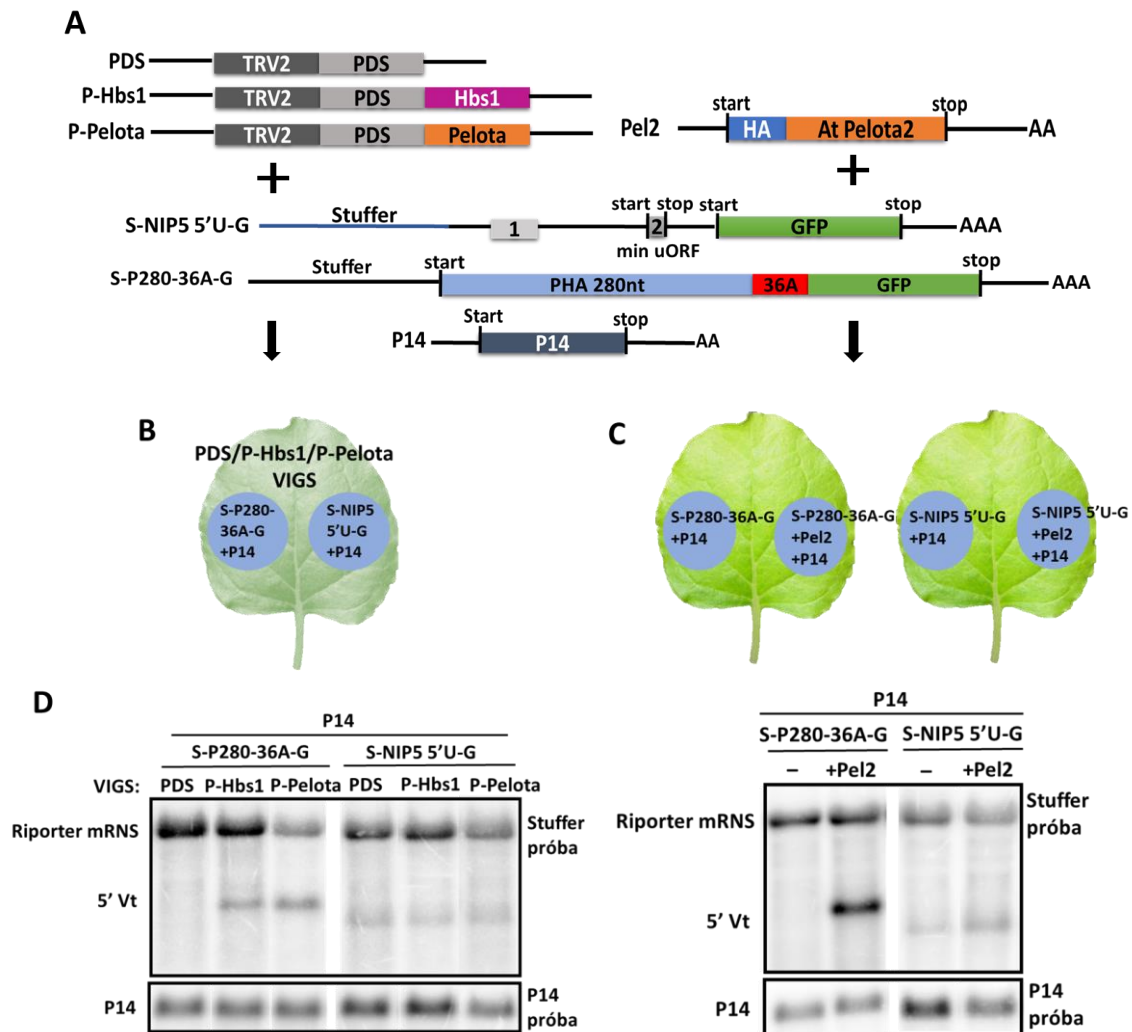 A
PDS TRV2 PDS
P-Hbs1 TRV2 PDS Hbs1
P-Pelota TRV2 PDS Pelota
start stop
Pel2 HA At Pelota2 AA
start stop start stop
S-NIP5 5’U-G Stuffer 1 2 GFP AAA
min uORF
start stop
S-P280-36A-G Stuffer PHA 280nt 36A GFP AAA
Start stop
P14 P14 AA
B
PDS/P-Hbs1/P-Pelota
VIGS
S-P280-
36A-G
+P14
S-NIP5
5’U-G
+P14
C
S-P280-36A-G
+P14
S-P280-36A-G
+Pel2
+P14
S-NIP5 5’U-G
+P14
S-NIP5 5’U-G
+Pel2
+P14
D
P14
S-P280-36A-G S-NIP5 5’U-G
VIGS: PDS P-Hbs1 P-Pelota PDS P-Hbs1 P-Pelota
Riporter mRNS
Stuffer
próba
5’ Vt
P14
P14
próba
P14
S-P280-36A-G S-NIP5 5’U-G
– +Pel2 – +Pel2
Riporter mRNS
Stuffer
próba
5’ Vt
P14
P14
próba